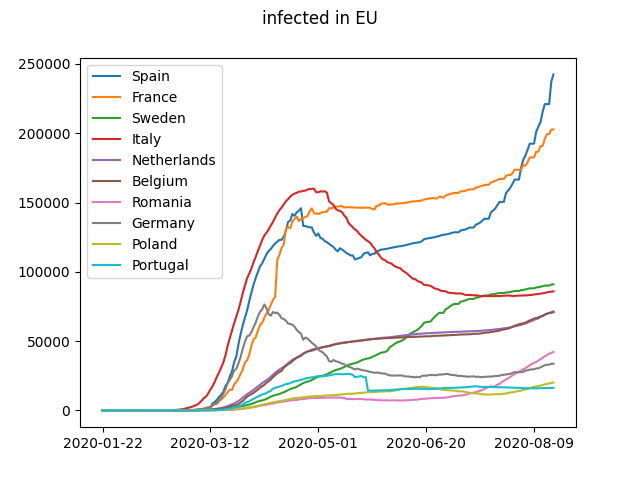 infected in EU
250000
200000
150000
100000
50000
0
Spain
France
Sweden
Italy
Netherlands
Belgium
Romania
Germany
Poland
Portugal
2020-01-22 2020-03-12 2020-05-01 2020-06-20 2020-08-09